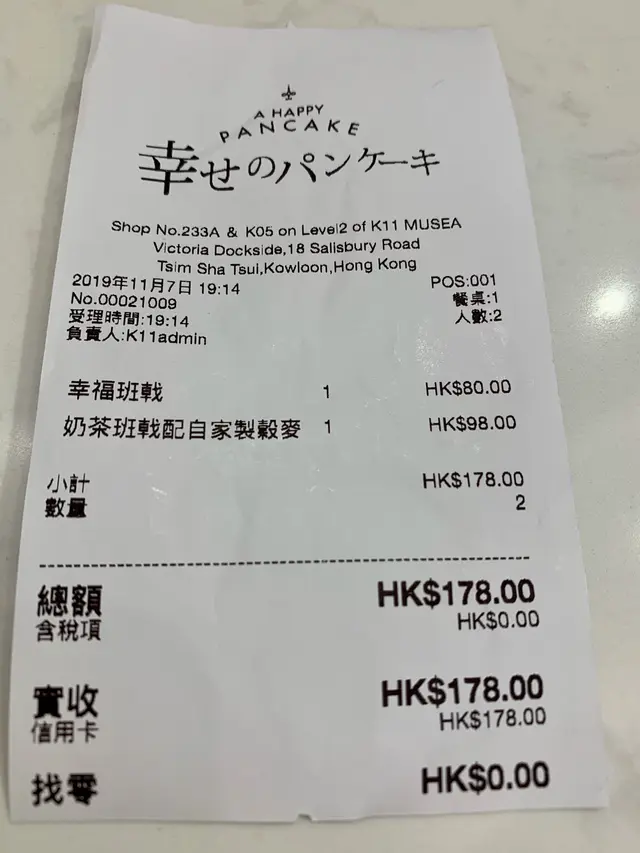 A HAPPY
PANCAKE
幸せのパンケーキ
Shop No.233A & K05 on Level2 of K11 MUSEA
Victoria Dockside,18 Salisbury Road
Tsim Sha Tsui,Kowloon,Hong Kong
2019年11月7日 19:14 POS:001
No.00021009 餐桌:1
受理時間:19:14 人數:2
負責人:K11admin
幸福班戟 1 HK$80.00
奶茶班戟配自家製穀麥 1 HK$98.00
小計 HK$178.00
數量 2
總額 HK$178.00
含稅項 HK$0.00
實收 HK$178.00
信用卡 HK$178.00
找零 HK$0.00